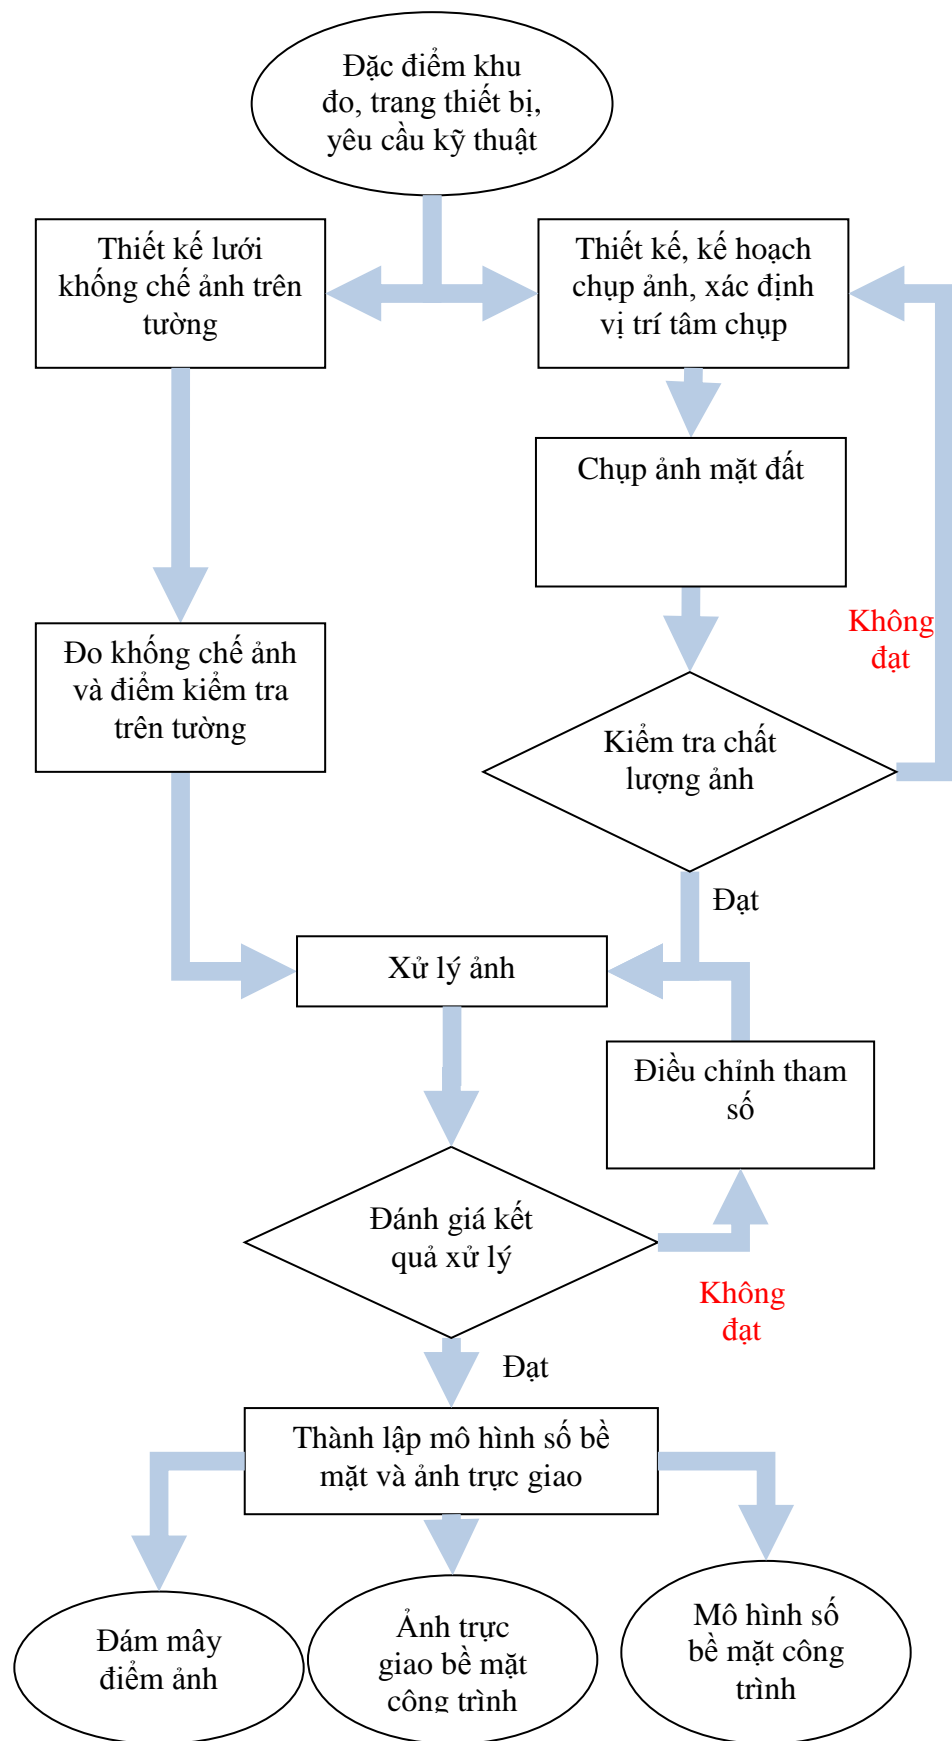 Đặc điểm khu
đo, trang thiết bị,
yêu cầu kỹ thuật
Thiết kế lưới
khống chế ảnh trên
tường
Thiết kế, kế hoạch
chụp ảnh, xác định
vị trí tâm chụp
Chụp ảnh mặt đất
Không
đạt
Đo khống chế ảnh
và điểm kiểm tra
trên tường
Kiểm tra chất
lượng ảnh
Đạt
Xử lý ảnh
Điều chỉnh tham
số
Đánh giá kết
quả xử lý
Không
đạt
Đạt
Thành lập mô hình số bề
mặt và ảnh trực giao
Đám mây
điểm ảnh
Ảnh trực
giao bề mặt
công trình
Mô hình số
bề mặt công
trình